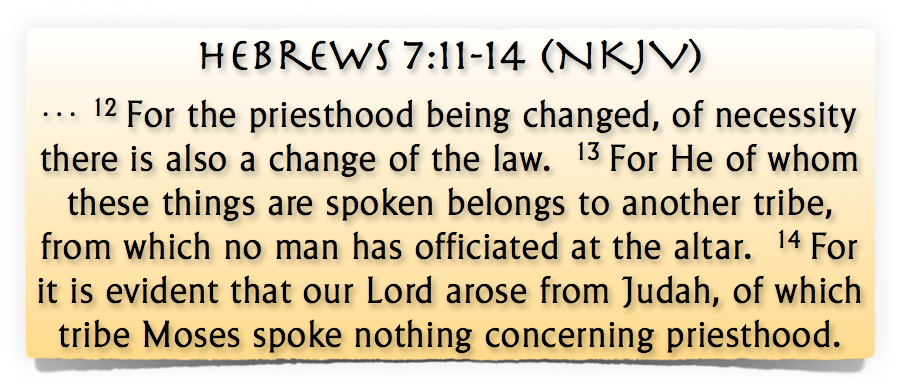 HEBREWS 7:11-14 (NKJV)
... 12 For the priesthood being changed, of necessity
there is also a change of the law. 13 For He of whom
these things are spoken belongs to another tribe,
from which no man has officiated at the altar. 14 For
it is evident that our Lord arose from Judah, of which
tribe Moses spoke nothing concerning priesthood.